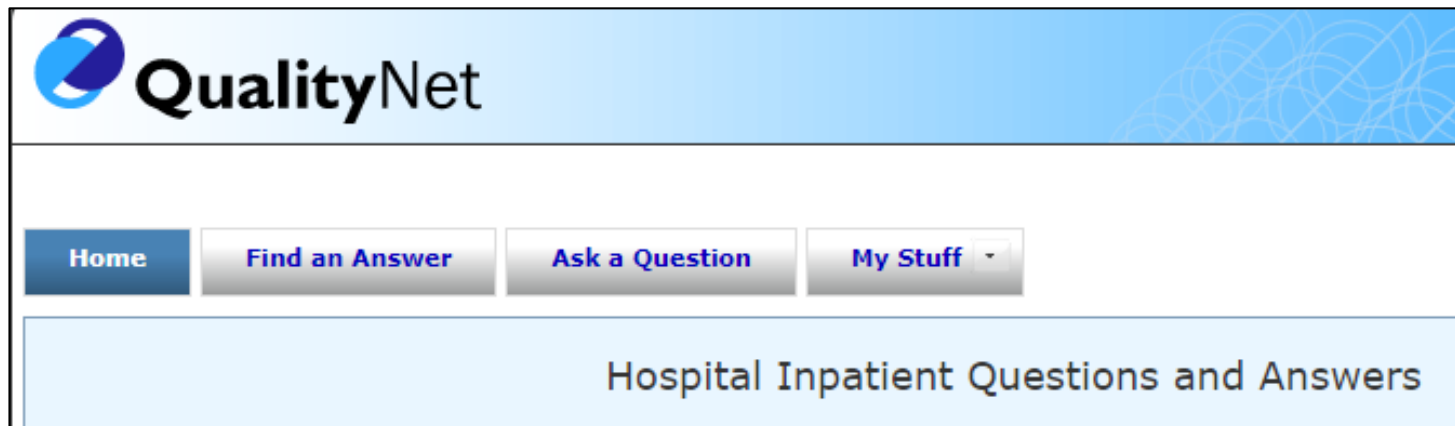 QualityNet
Home Find an Answer Ask a Question My Stuff
Hospital Inpatient Questions and Answers